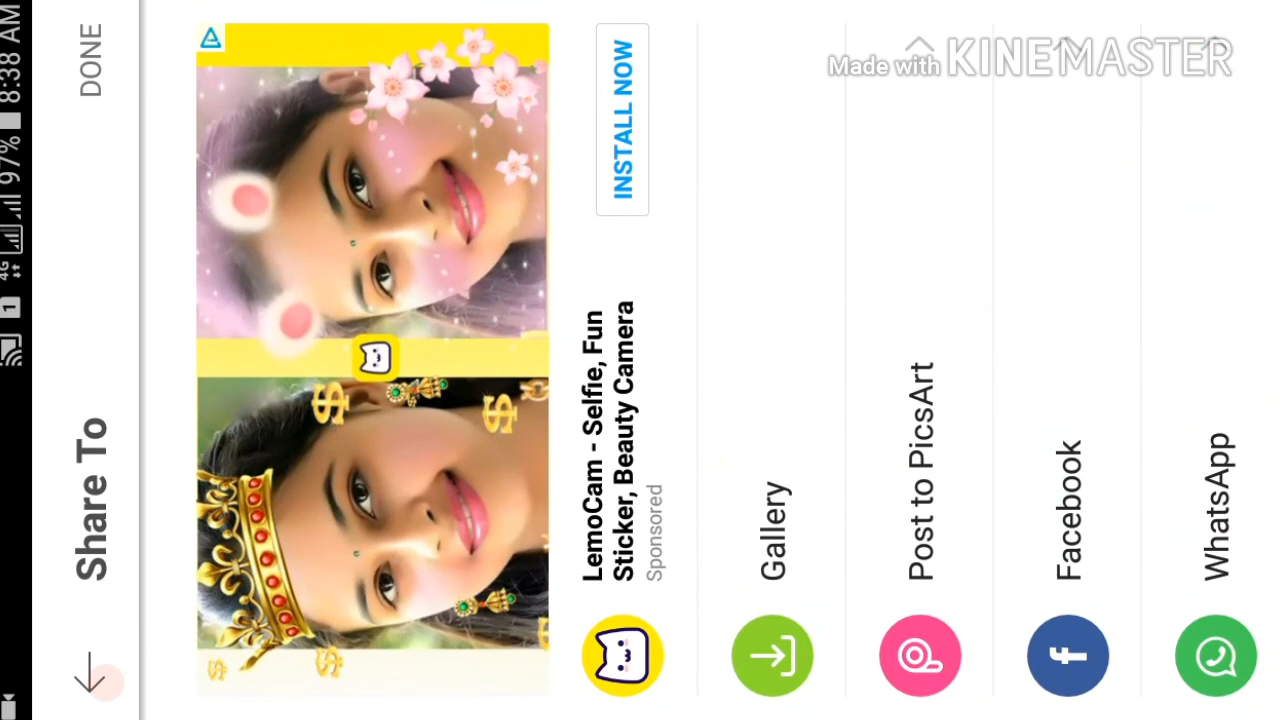 4G
97%
8:38 AM
Share To
DONE
LemoCam - Selfie, Fun
Sticker, Beauty Camera
Sponsored
INSTALL NOW
Gallery
Post to PicsArt
Facebook
WhatsApp
Made with KINEMASTER